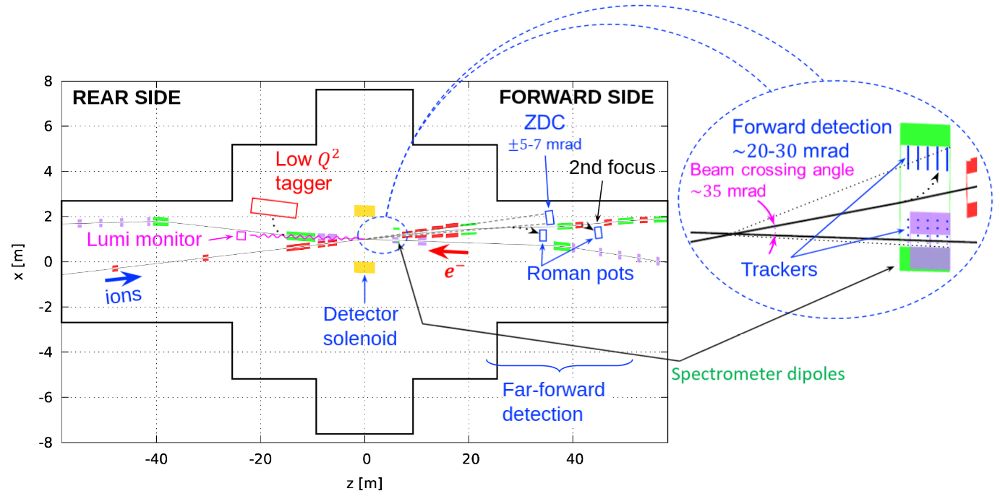 REAR SIDE
FORWARD SIDE
ZDC
±5-7 mrad
2nd focus
Low Q²
tagger
Lumi monitor
ions
e⁻
Roman pots
Detector
solenoid
Far-forward
detection
Forward detection
~20-30 mrad
Beam crossing angle
~35 mrad
Trackers
Spectrometer dipoles
x [m]
8
6
4
2
0
-2
-4
-6
-8
-40
-20
0
20
40
z [m]